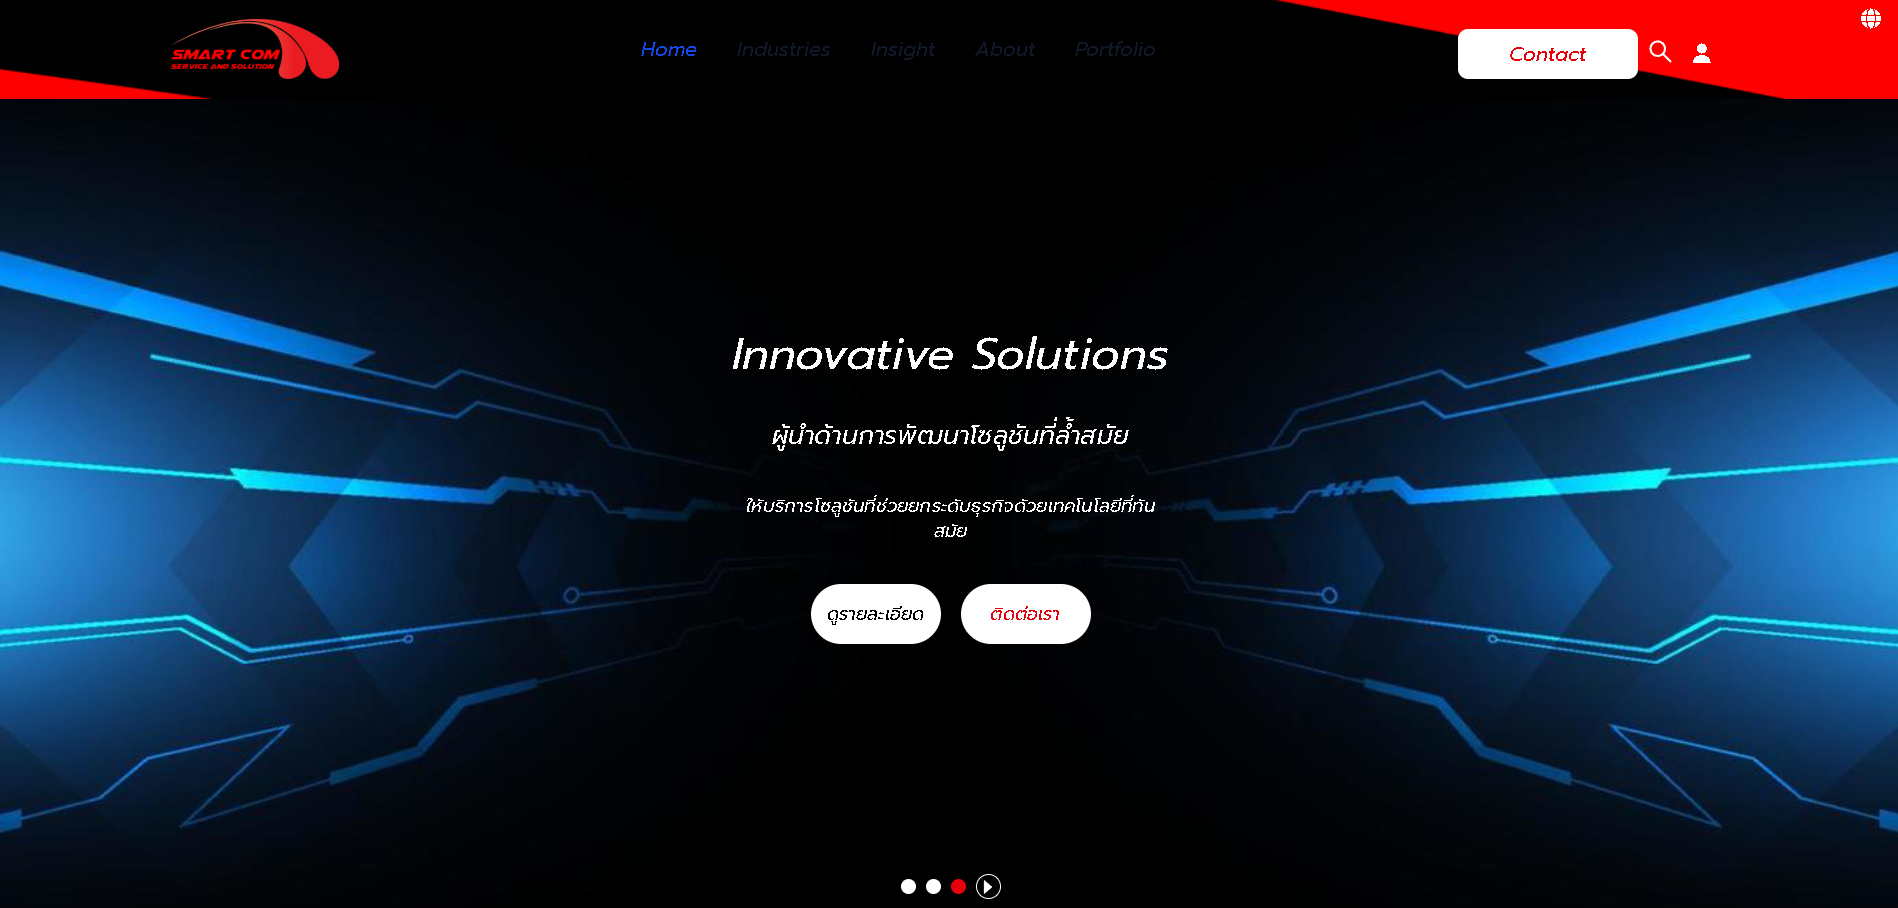 SMART COM
SERVICE AND SOLUTION
Home Industries Insight About Portfolio
Contact
Innovative Solutions
ผู้นำด้านการพัฒนาโซลูชันที่ล้ำสมัย
ให้บริการโซลูชันที่ช่วยยกระดับธุรกิจด้วยเทคโนโลยีที่ทัน
สมัย
ดูรายละเอียด ติดต่อเรา